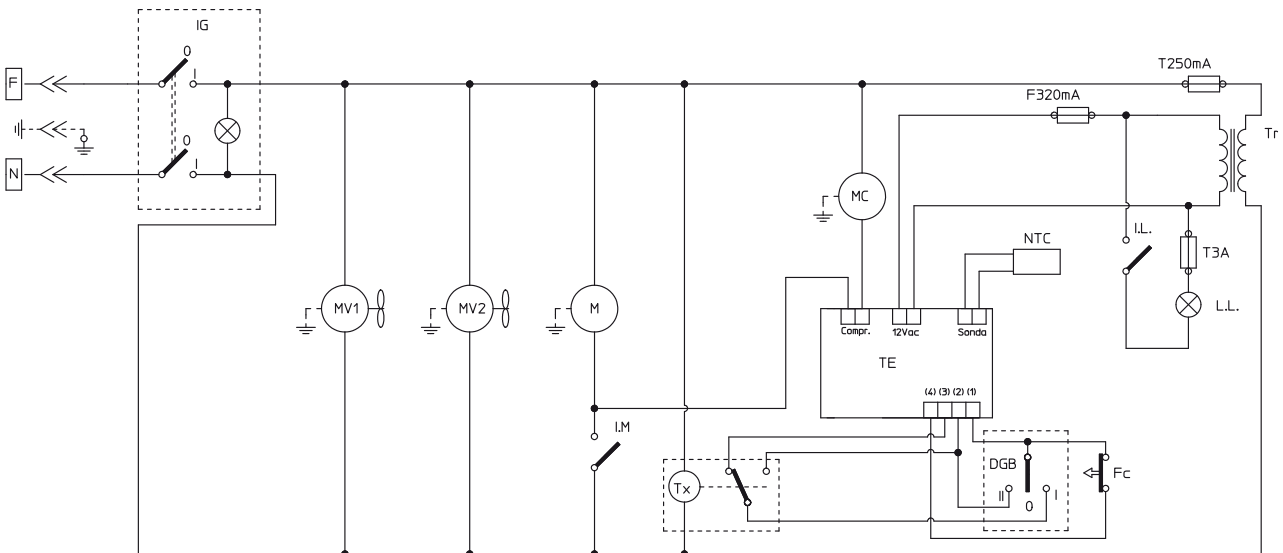 IG
0
I
F
T250mA
F320mA
Tr
0
I
N
MC
I.L.
NTC
T3A
MV1
MV2
M
L.L.
Compr.
12Vac
Sonda
TE
(4) (3) (2) (1)
I.M
DGB
Fc
Tx
II
0
I